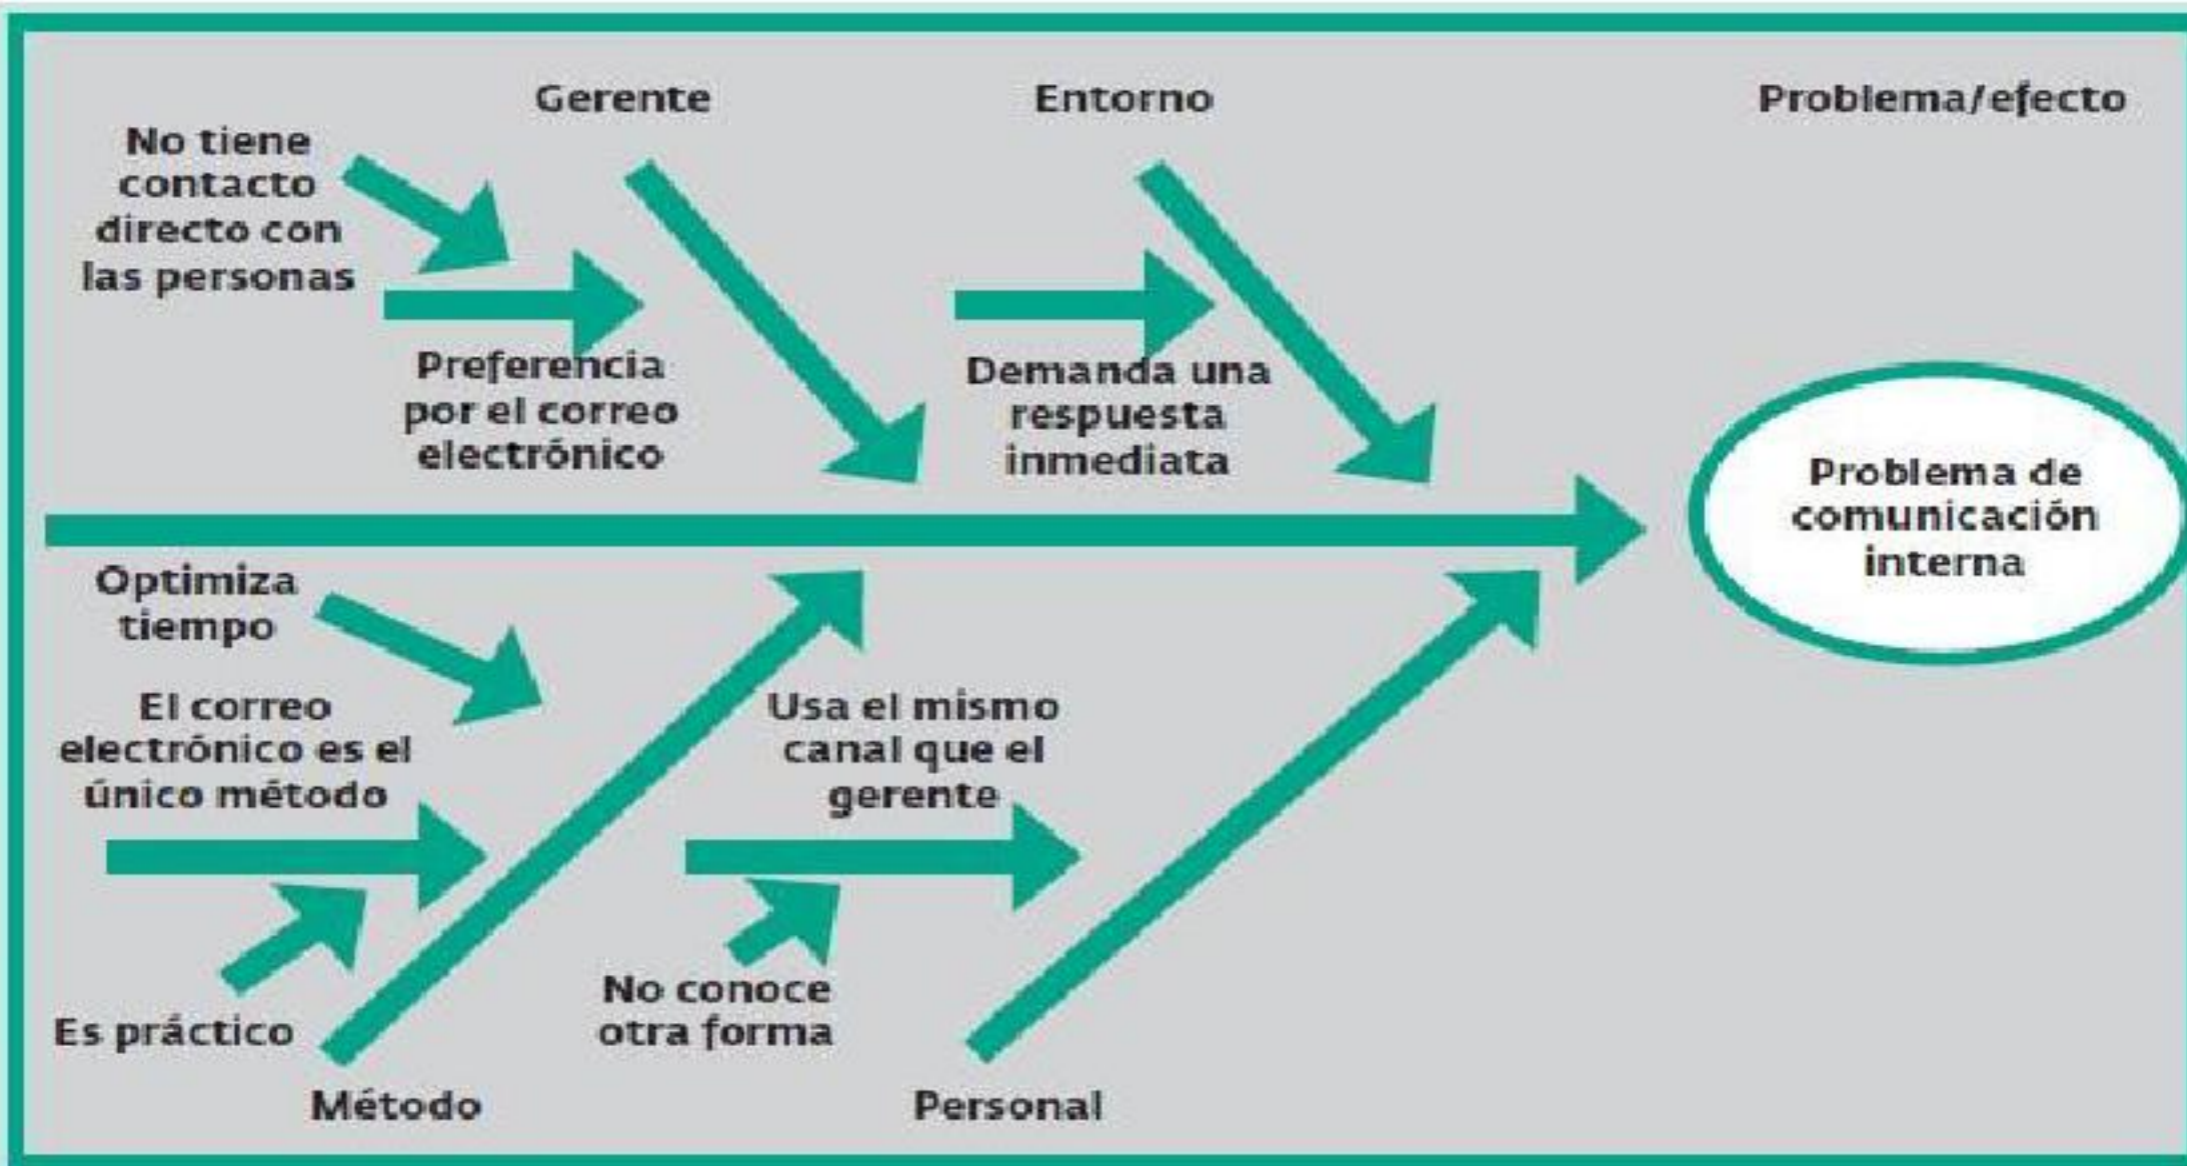 Gerente
Entorno
Problema/efecto
No tiene
contacto
directo con
las personas
Preferencia
por el correo
electrónico
Demanda una
respuesta
inmediata
Problema de
comunicación
interna
Optimiza
tiempo
El correo
electrónico es el
único método
Usa el mismo
canal que el
gerente
Es práctico
No conoce
otra forma
Método
Personal